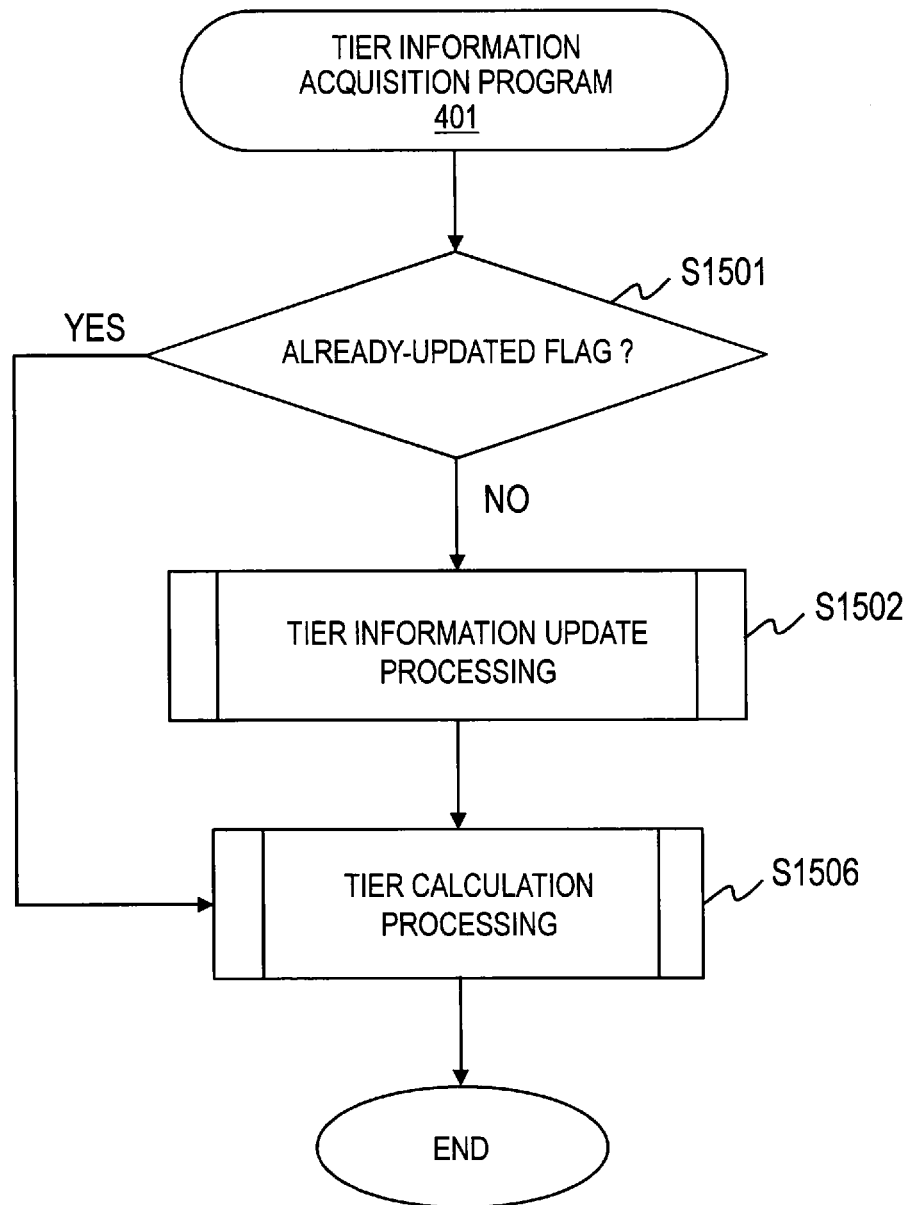 TIER INFORMATION
ACQUISITION PROGRAM
401
S1501
YES
ALREADY-UPDATED FLAG ?
NO
S1502
TIER INFORMATION UPDATE
PROCESSING
S1506
TIER CALCULATION
PROCESSING
END